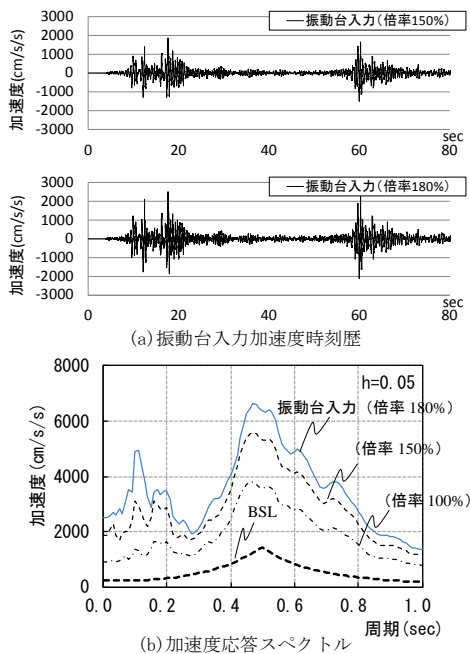 3000
2000
1000
0
-1000
-2000
-3000
加速度(cm/s/s)
振動台入力(倍率150%)
0
20
40
60
80
sec
3000
2000
1000
0
-1000
-2000
-3000
加速度(cm/s/s)
振動台入力(倍率180%)
0
20
40
60
80
sec
(a)振動台入力加速度時刻歴
8000
6000
4000
2000
0
加速度(cm/s/s)
h=0.05
振動台入力(倍率180%)
(倍率150%)
(倍率100%)
BSL
0.0
0.2
0.4
0.6
0.8
1.0
周期(sec)
(b)加速度応答スペクトル